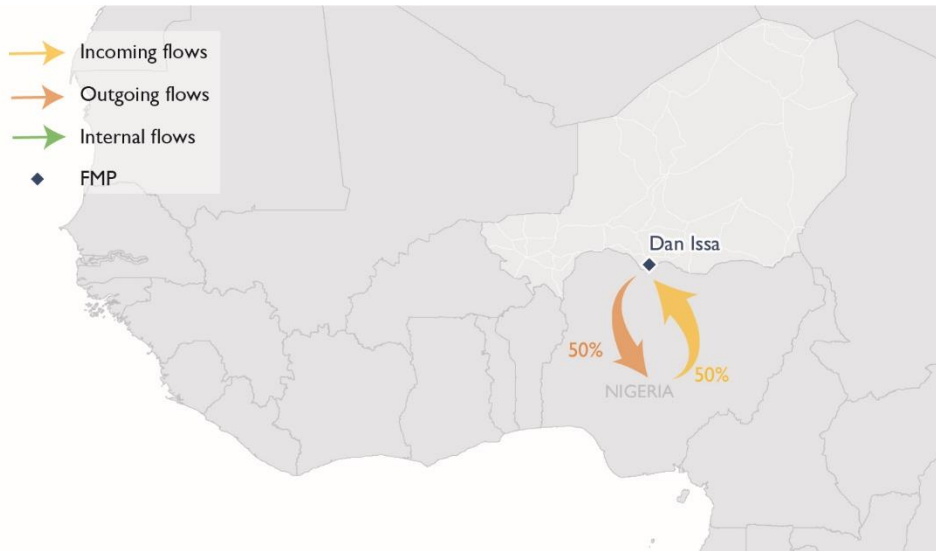 Incoming flows
Outgoing flows
Internal flows
FMP
Dan Issa
50%
50%
NIGERIA